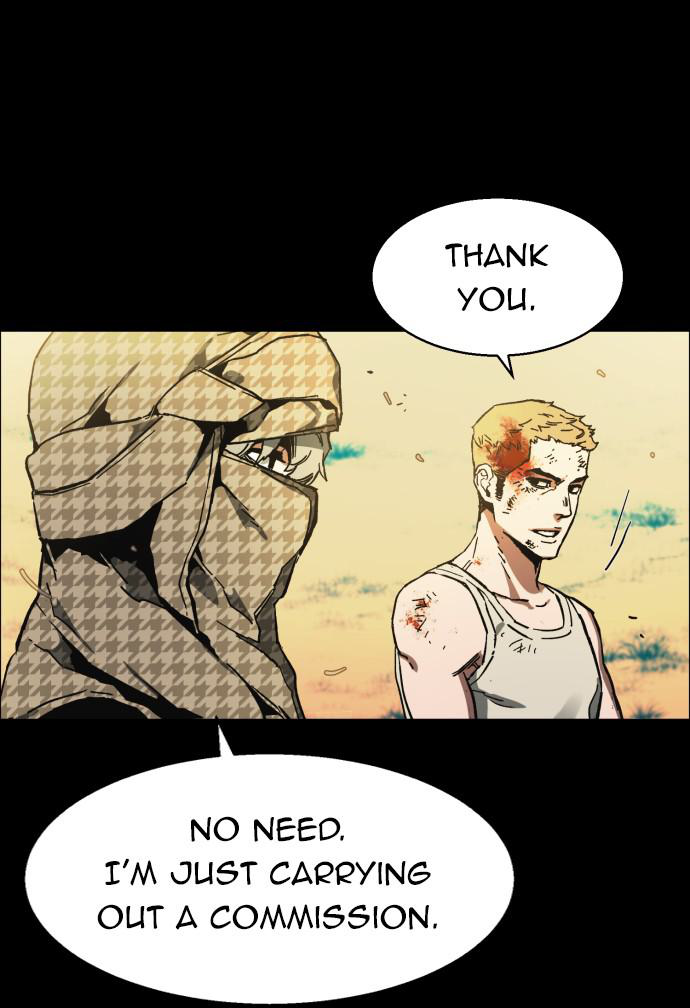 THANK
YOU.
NO NEED.
I'M JUST CARRYING
OUT A COMMISSION.